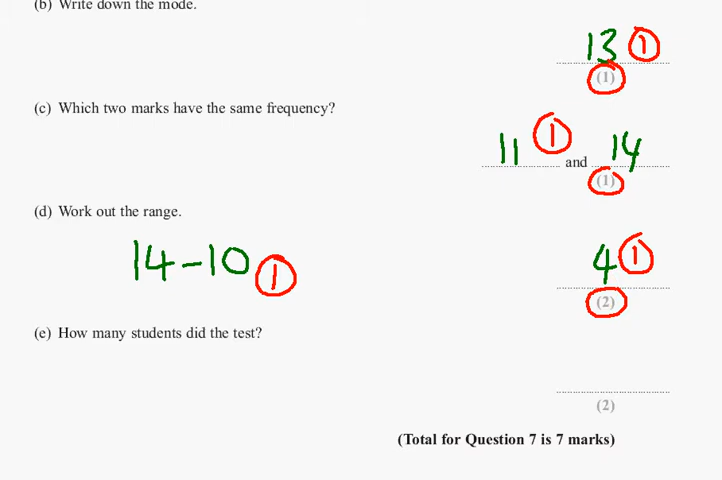 (b) Write down the mode.
13 1
(1)
(c) Which two marks have the same frequency?
11 1 and 14
(1)
(d) Work out the range.
14-10 1 4 1
(2)
(e) How many students did the test?
(2)
(Total for Question 7 is 7 marks)